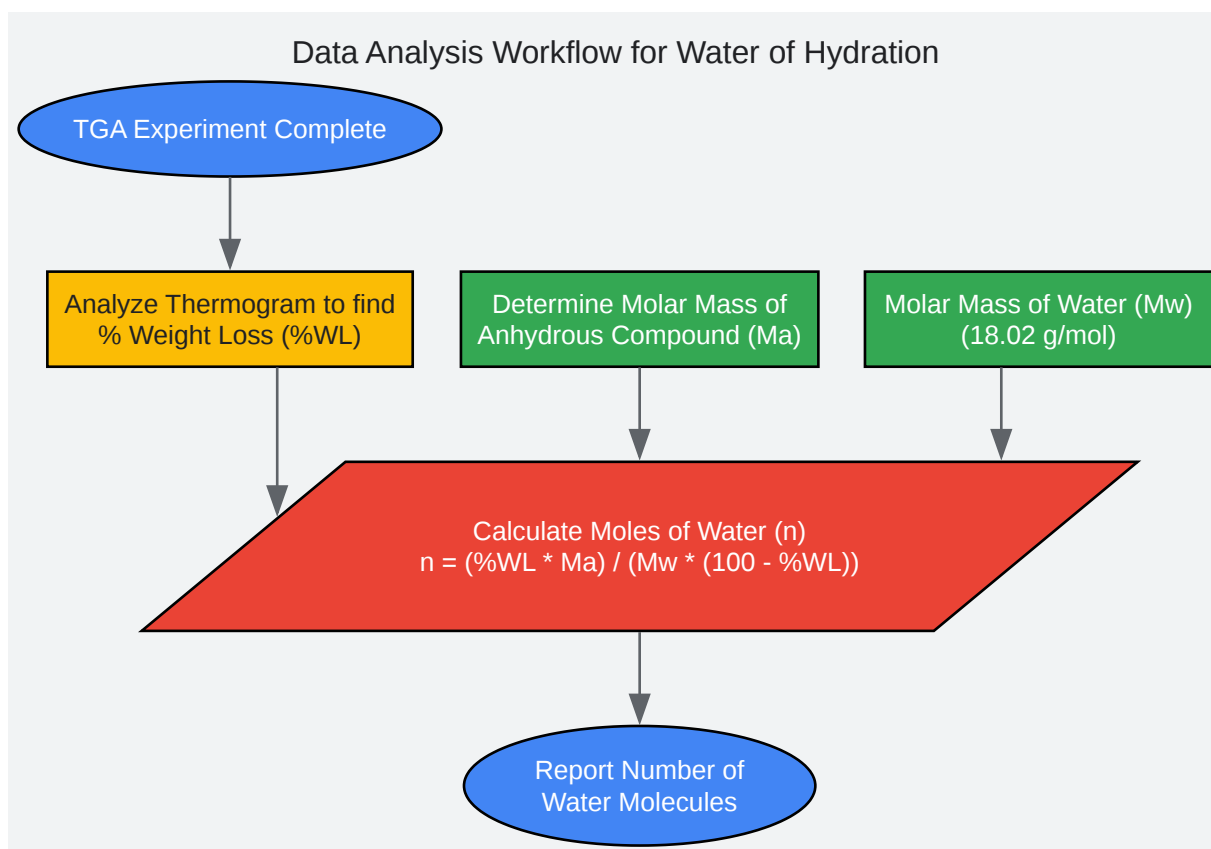 Data Analysis Workflow for Water of Hydration
TGA Experiment Complete
Analyze Thermogram to find
% Weight Loss (%WL)
Determine Molar Mass of
Anhydrous Compound (Ma)
Molar Mass of Water (Mw)
(18.02 g/mol)
Calculate Moles of Water (n)
n = (%WL * Ma) / (Mw * (100 - %WL))
Report Number of
Water Molecules